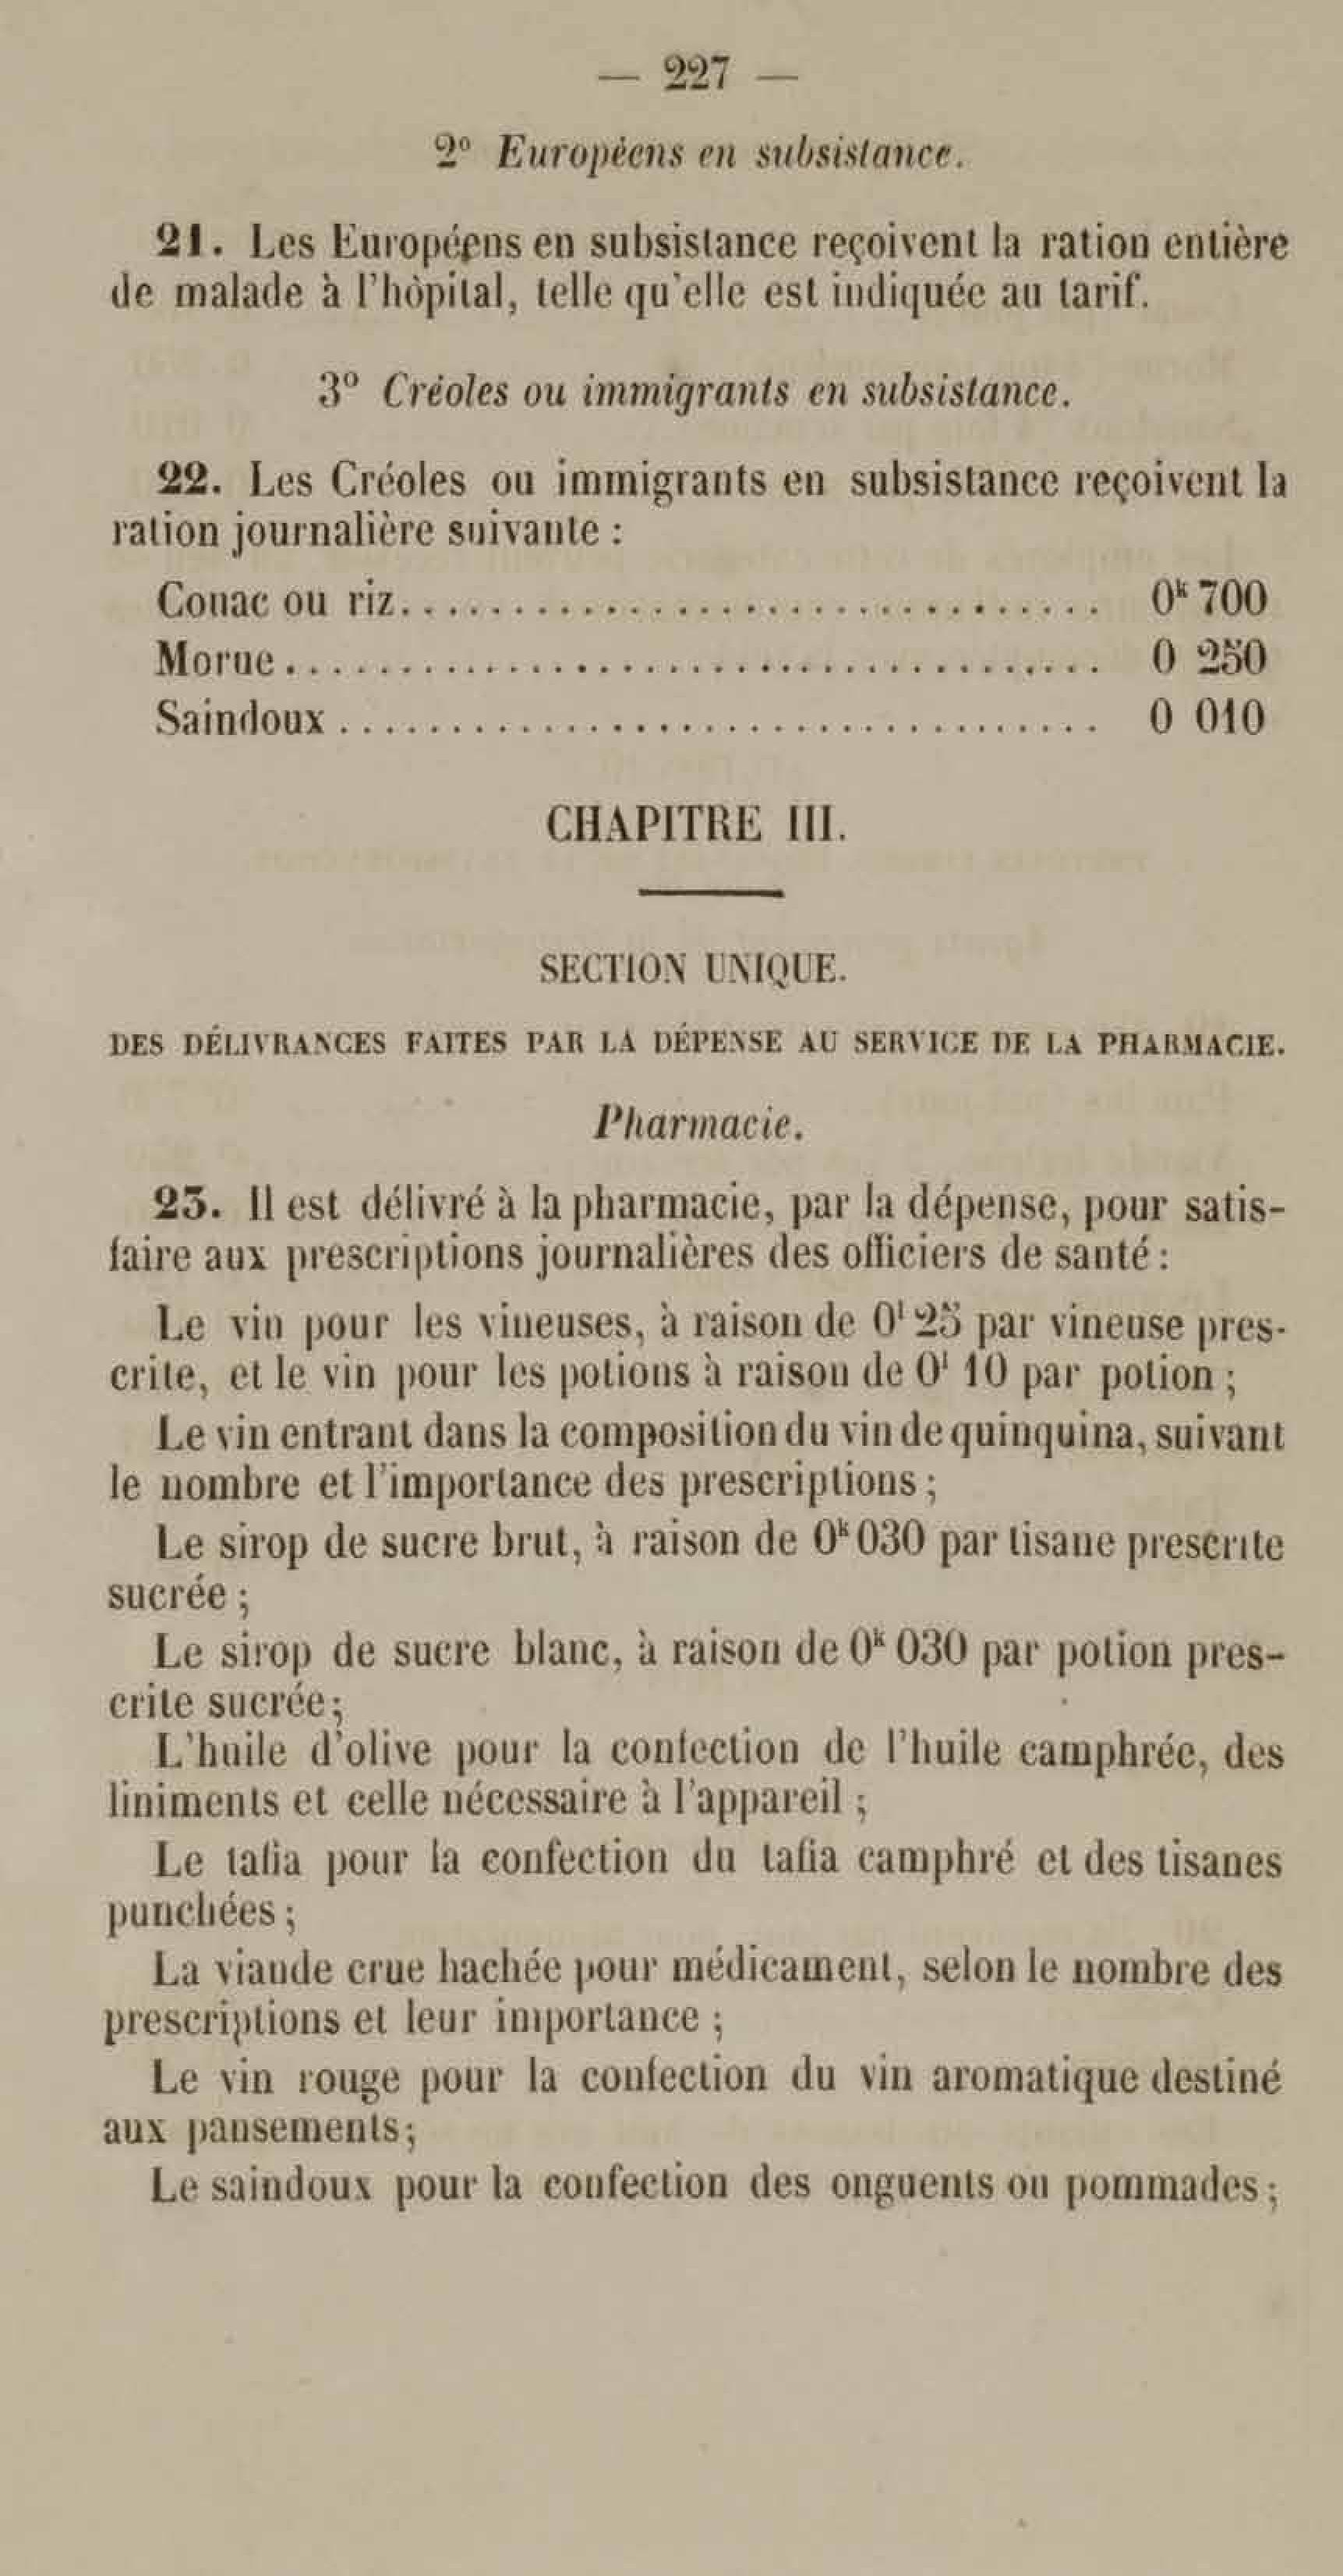 — 227 —
2° Européens en subsistance.
21. Les Européens en subsistance reçoivent la ration entière
de malade à l'hôpital, telle qu'elle est indiquée au tarif.
3° Créoles ou immigrants en subsistance.
22. Les Créoles ou immigrants en subsistance reçoivent la
ration journalière suivante :
Couac ou riz.............................. 0ᵏ 700
Morue................................... 0 250
Saindoux................................. 0 010
CHAPITRE III.
SECTION UNIQUE.
DES DÉLIVRANCES FAITES PAR LA DÉPENSE AU SERVICE DE LA PHARMACIE.
Pharmacie.
23. Il est délivré à la pharmacie, par la dépense, pour satis-
faire aux prescriptions journalières des officiers de santé :
Le vin pour les vineuses, à raison de 0ˡ 25 par vineuse pres-
crite, et le vin pour les potions à raison de 0ˡ 10 par potion ;
Le vin entrant dans la composition du vin de quinquina, suivant
le nombre et l'importance des prescriptions ;
Le sirop de sucre brut, à raison de 0ᵏ 030 par tisane prescrite
sucrée ;
Le sirop de sucre blanc, à raison de 0ᵏ 030 par potion pres-
crite sucrée ;
L'huile d'olive pour la confection de l'huile camphrée, des
liniments et celle nécessaire à l'appareil ;
Le tafia pour la confection du tafia camphré et des tisanes
punchées ;
La viande crue hachée pour médicament, selon le nombre des
prescriptions et leur importance ;
Le vin rouge pour la confection du vin aromatique destiné
aux pansements ;
Le saindoux pour la confection des onguents ou pommades ;